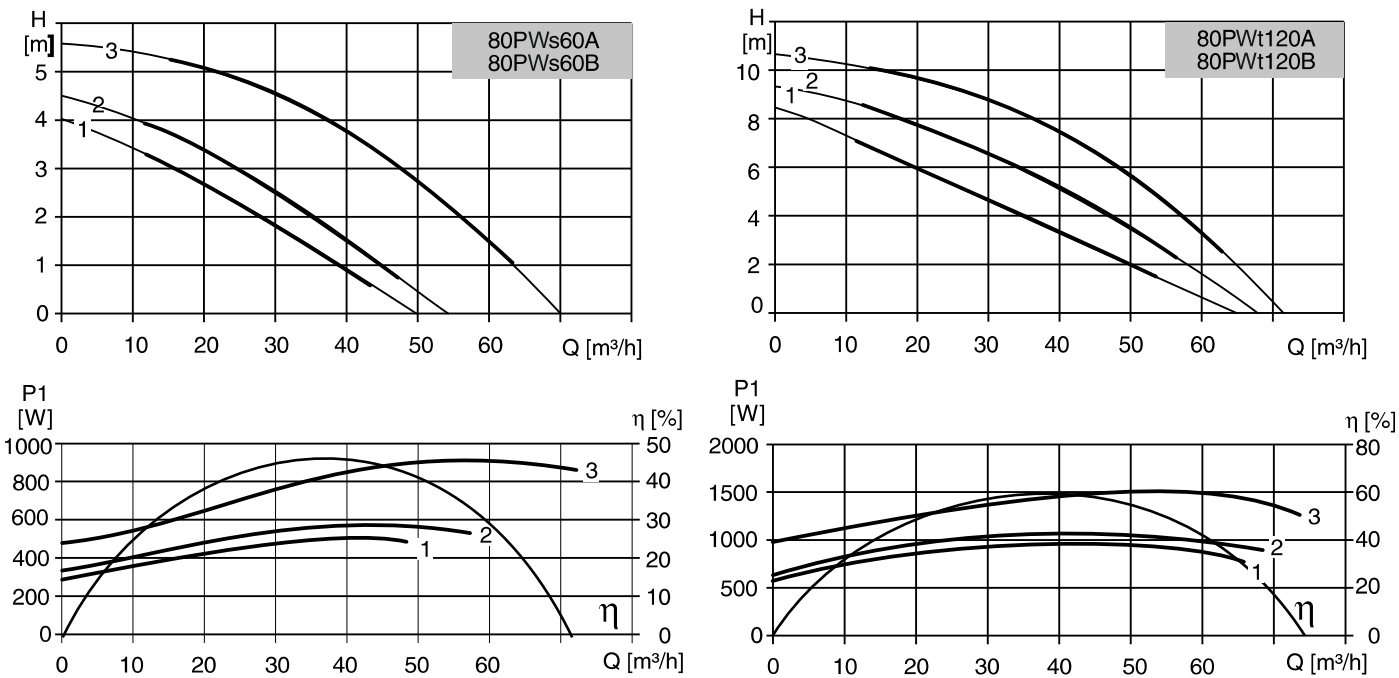 H
[m]
80PWs60A
80PWs60B
3
5
2
4
1
3
2
1
0
0 10 20 30 40 50 60 Q [m³/h]
H
[m]
80PWt120A
80PWt120B
3
10
2
1
8
6
4
2
0
0 10 20 30 40 50 60 Q [m³/h]
P1
[W]
η [%]
1000 50
800 40
3
600 30
2
1
400 20
200 10
η
0 0
0 10 20 30 40 50 60 Q [m³/h]
P1
[W]
η [%]
2000 80
1500 60
3
1000 40
2
1
500 20
η
0 0
0 10 20 30 40 50 60 Q [m³/h]